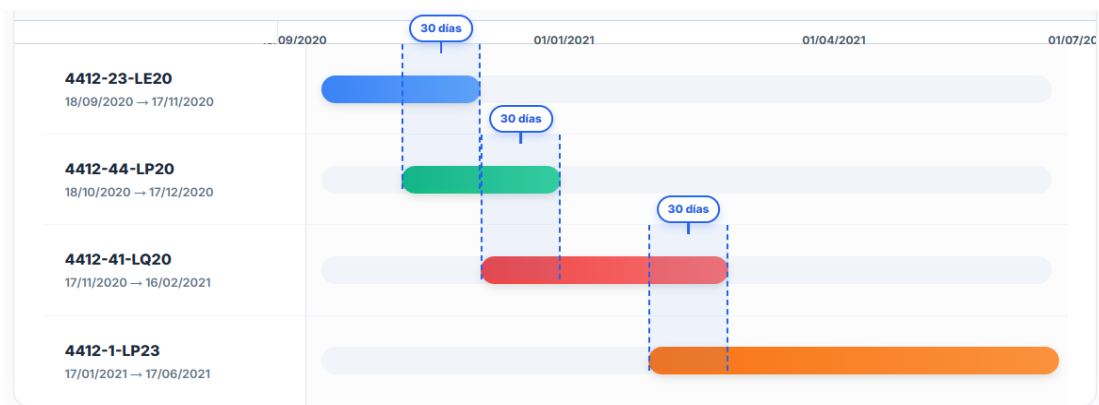 30 días
09/2020
01/01/2021
01/04/2021
01/07/20
4412-23-LE20
18/09/2020 → 17/11/2020
30 días
4412-44-LP20
18/10/2020 → 17/12/2020
30 días
4412-41-LQ20
17/11/2020 → 16/02/2021
4412-1-LP23
17/01/2021 → 17/06/2021